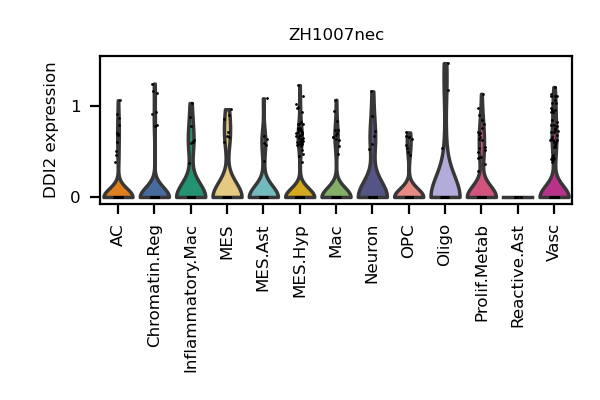 ZH1007nec
DDI2 expression
1
0
AC
Chromatin.Reg
Inflammatory.Mac
MES
MES.Ast
MES.Hyp
Mac
Neuron
OPC
Oligo
Prolif.Metab
Reactive.Ast
Vasc